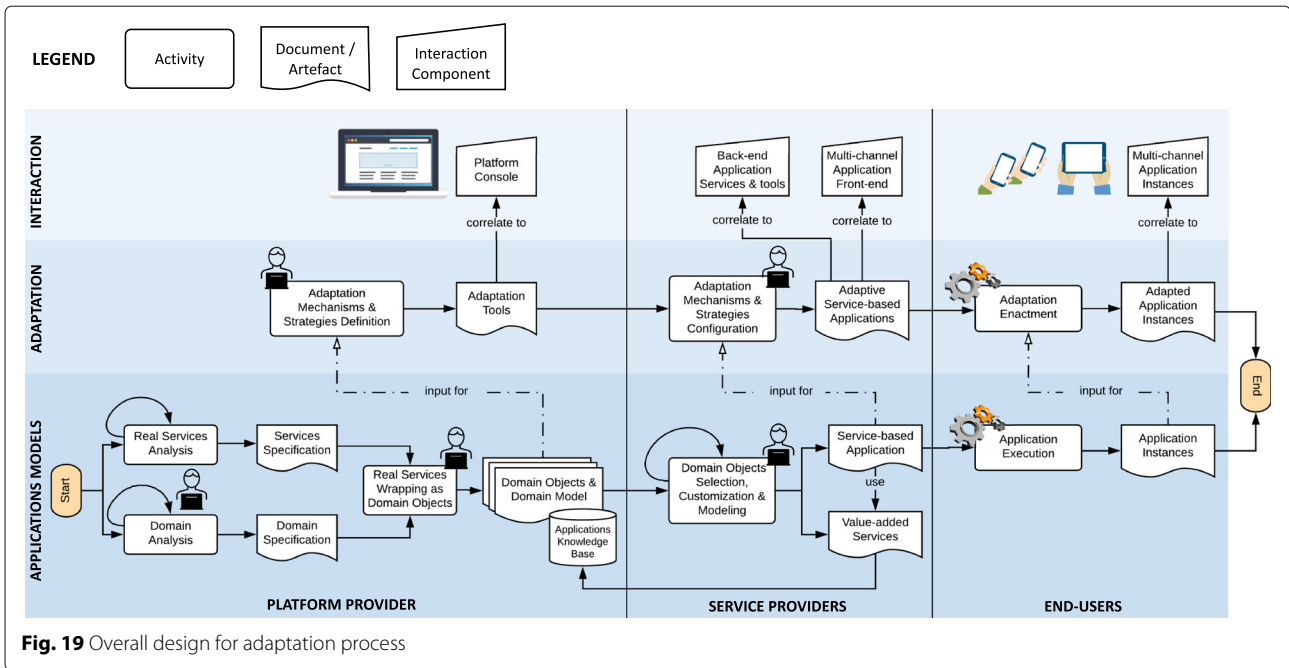 LEGEND
Activity
Document /
Artefact
Interaction
Component
INTERACTION
Platform
Console
Back-end
Application
Services & tools
Multi-channel
Application
Front-end
Multi-channel
Application
Instances
correlate to
correlate to
correlate to
correlate to
ADAPTATION
Adaptation
Mechanisms &
Strategies Definition
Adaptation
Tools
Adaptation
Mechanisms &
Strategies
Configuration
Adaptive
Service-based
Applications
Adaptation
Enactment
Adapted
Application
Instances
End
input for
input for
input for
APPLICATIONS MODELS
Start
Real Services
Analysis
Services
Specification
Domain
Analysis
Domain
Specification
Real Services
Wrapping as
Domain Objects
Domain Objects &
Domain Model
Applications
Knowledge
Base
Domain Objects
Selection,
Customization &
Modeling
Service-based
Application
use
Value-added
Services
Application
Execution
Application
Instances
PLATFORM PROVIDER
SERVICE PROVIDERS
END-USERS
Fig. 19 Overall design for adaptation process